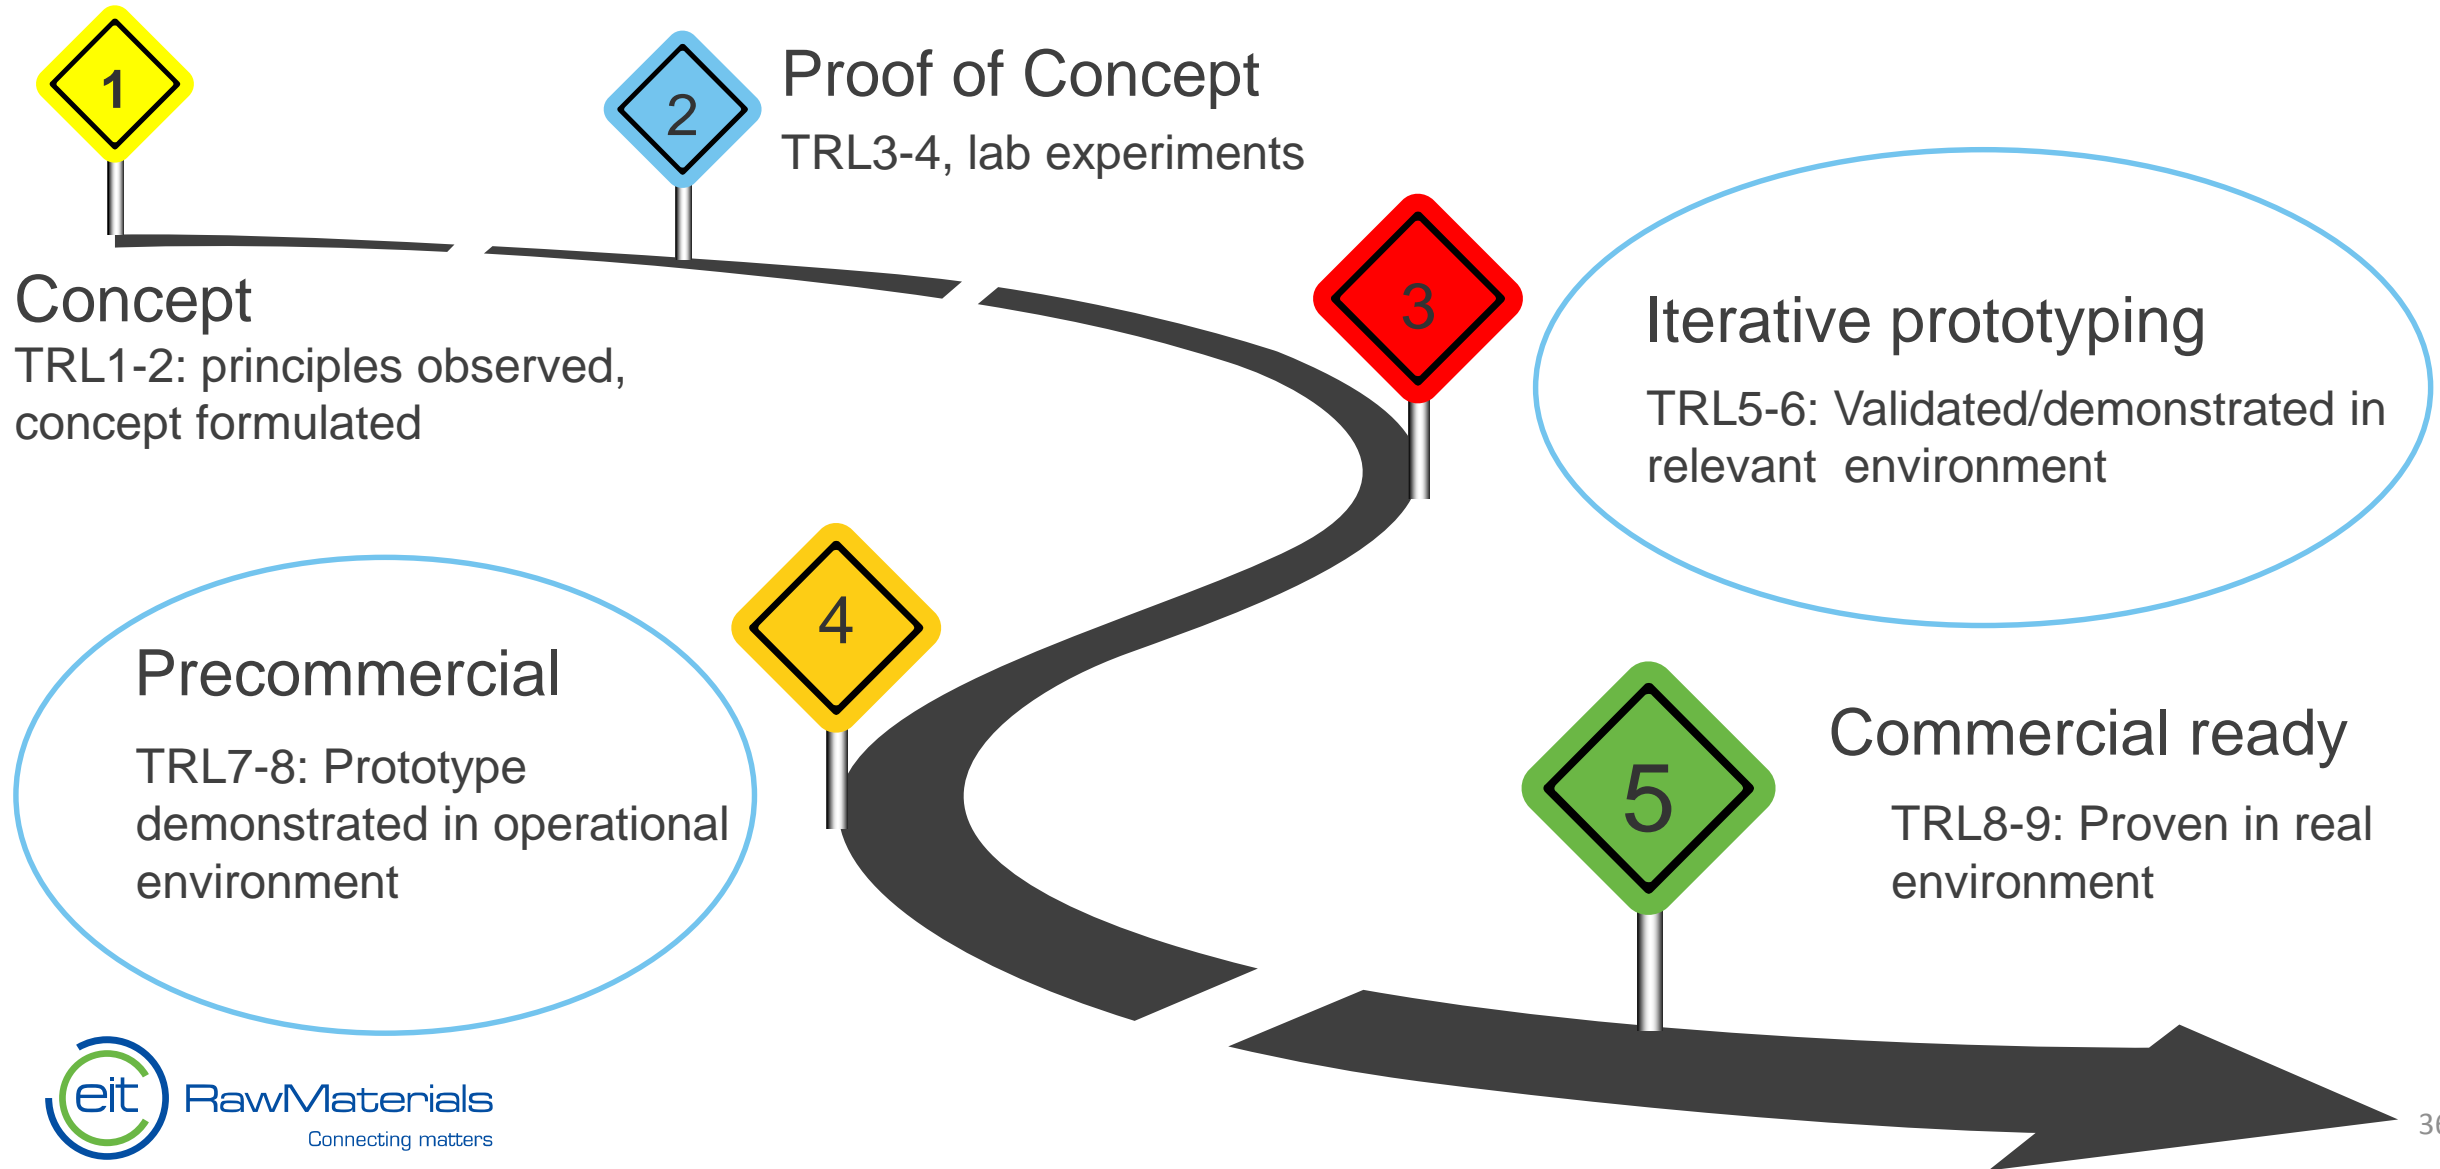 1
Concept
TRL1-2: principles observed,
concept formulated
2
Proof of Concept
TRL3-4, lab experiments
3
Iterative prototyping
TRL5-6: Validated/demonstrated in
relevant environment
4
Precommercial
TRL7-8: Prototype
demonstrated in operational
environment
5
Commercial ready
TRL8-9: Proven in real
environment
eit RawMaterials
Connecting matters
36